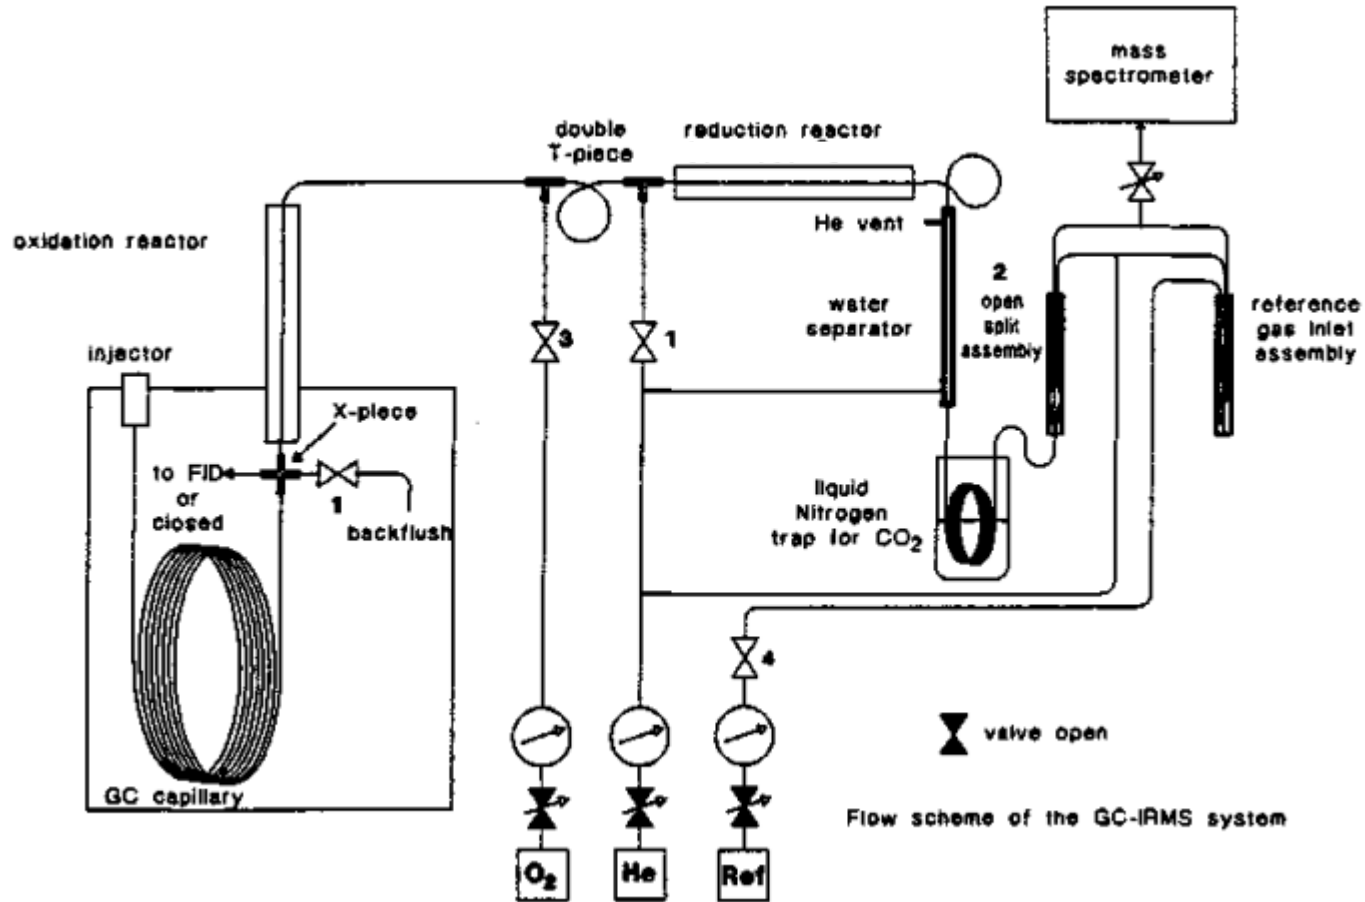 mass
spectrometer
double
T-piece
reduction reactor
oxidation reactor
He vent
2
open
split
assembly
water
separator
reference
gas inlet
assembly
3
1
injector
X-piece
to FID
or
closed
1
backflush
liquid
Nitrogen
trap for CO2
4
valve open
GC capillary
Flow scheme of the GC-IRMS system
O2
He
Ref